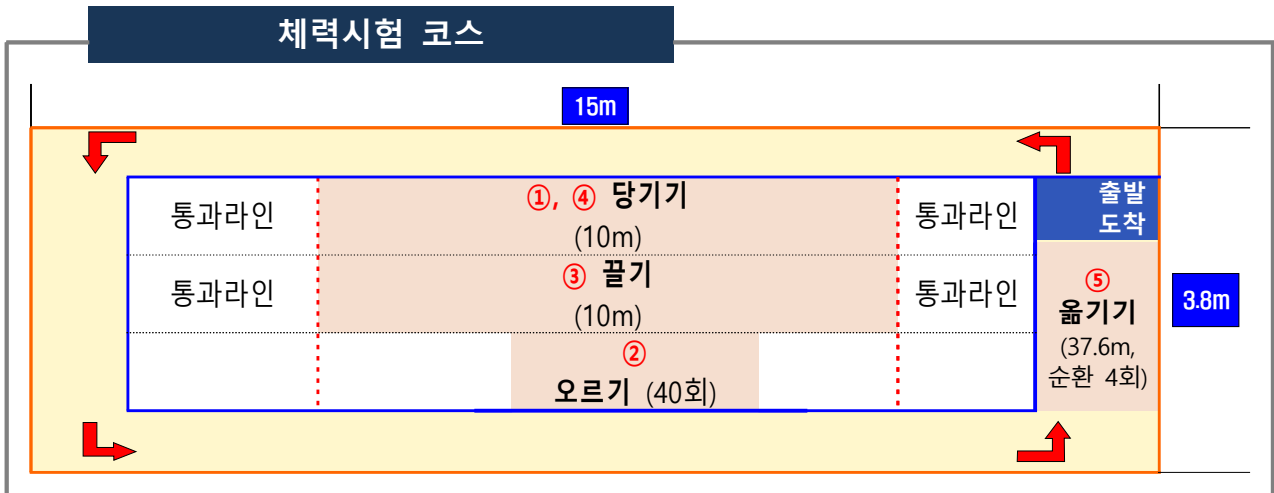 체력시험 코스
15m
통과라인
①, ④ 당기기
(10m)
통과라인
출발
도착
통과라인
③ 끌기
(10m)
통과라인
②
오르기 (40회)
⑤
옮기기
(37.6m,
순환 4회)
3.8m